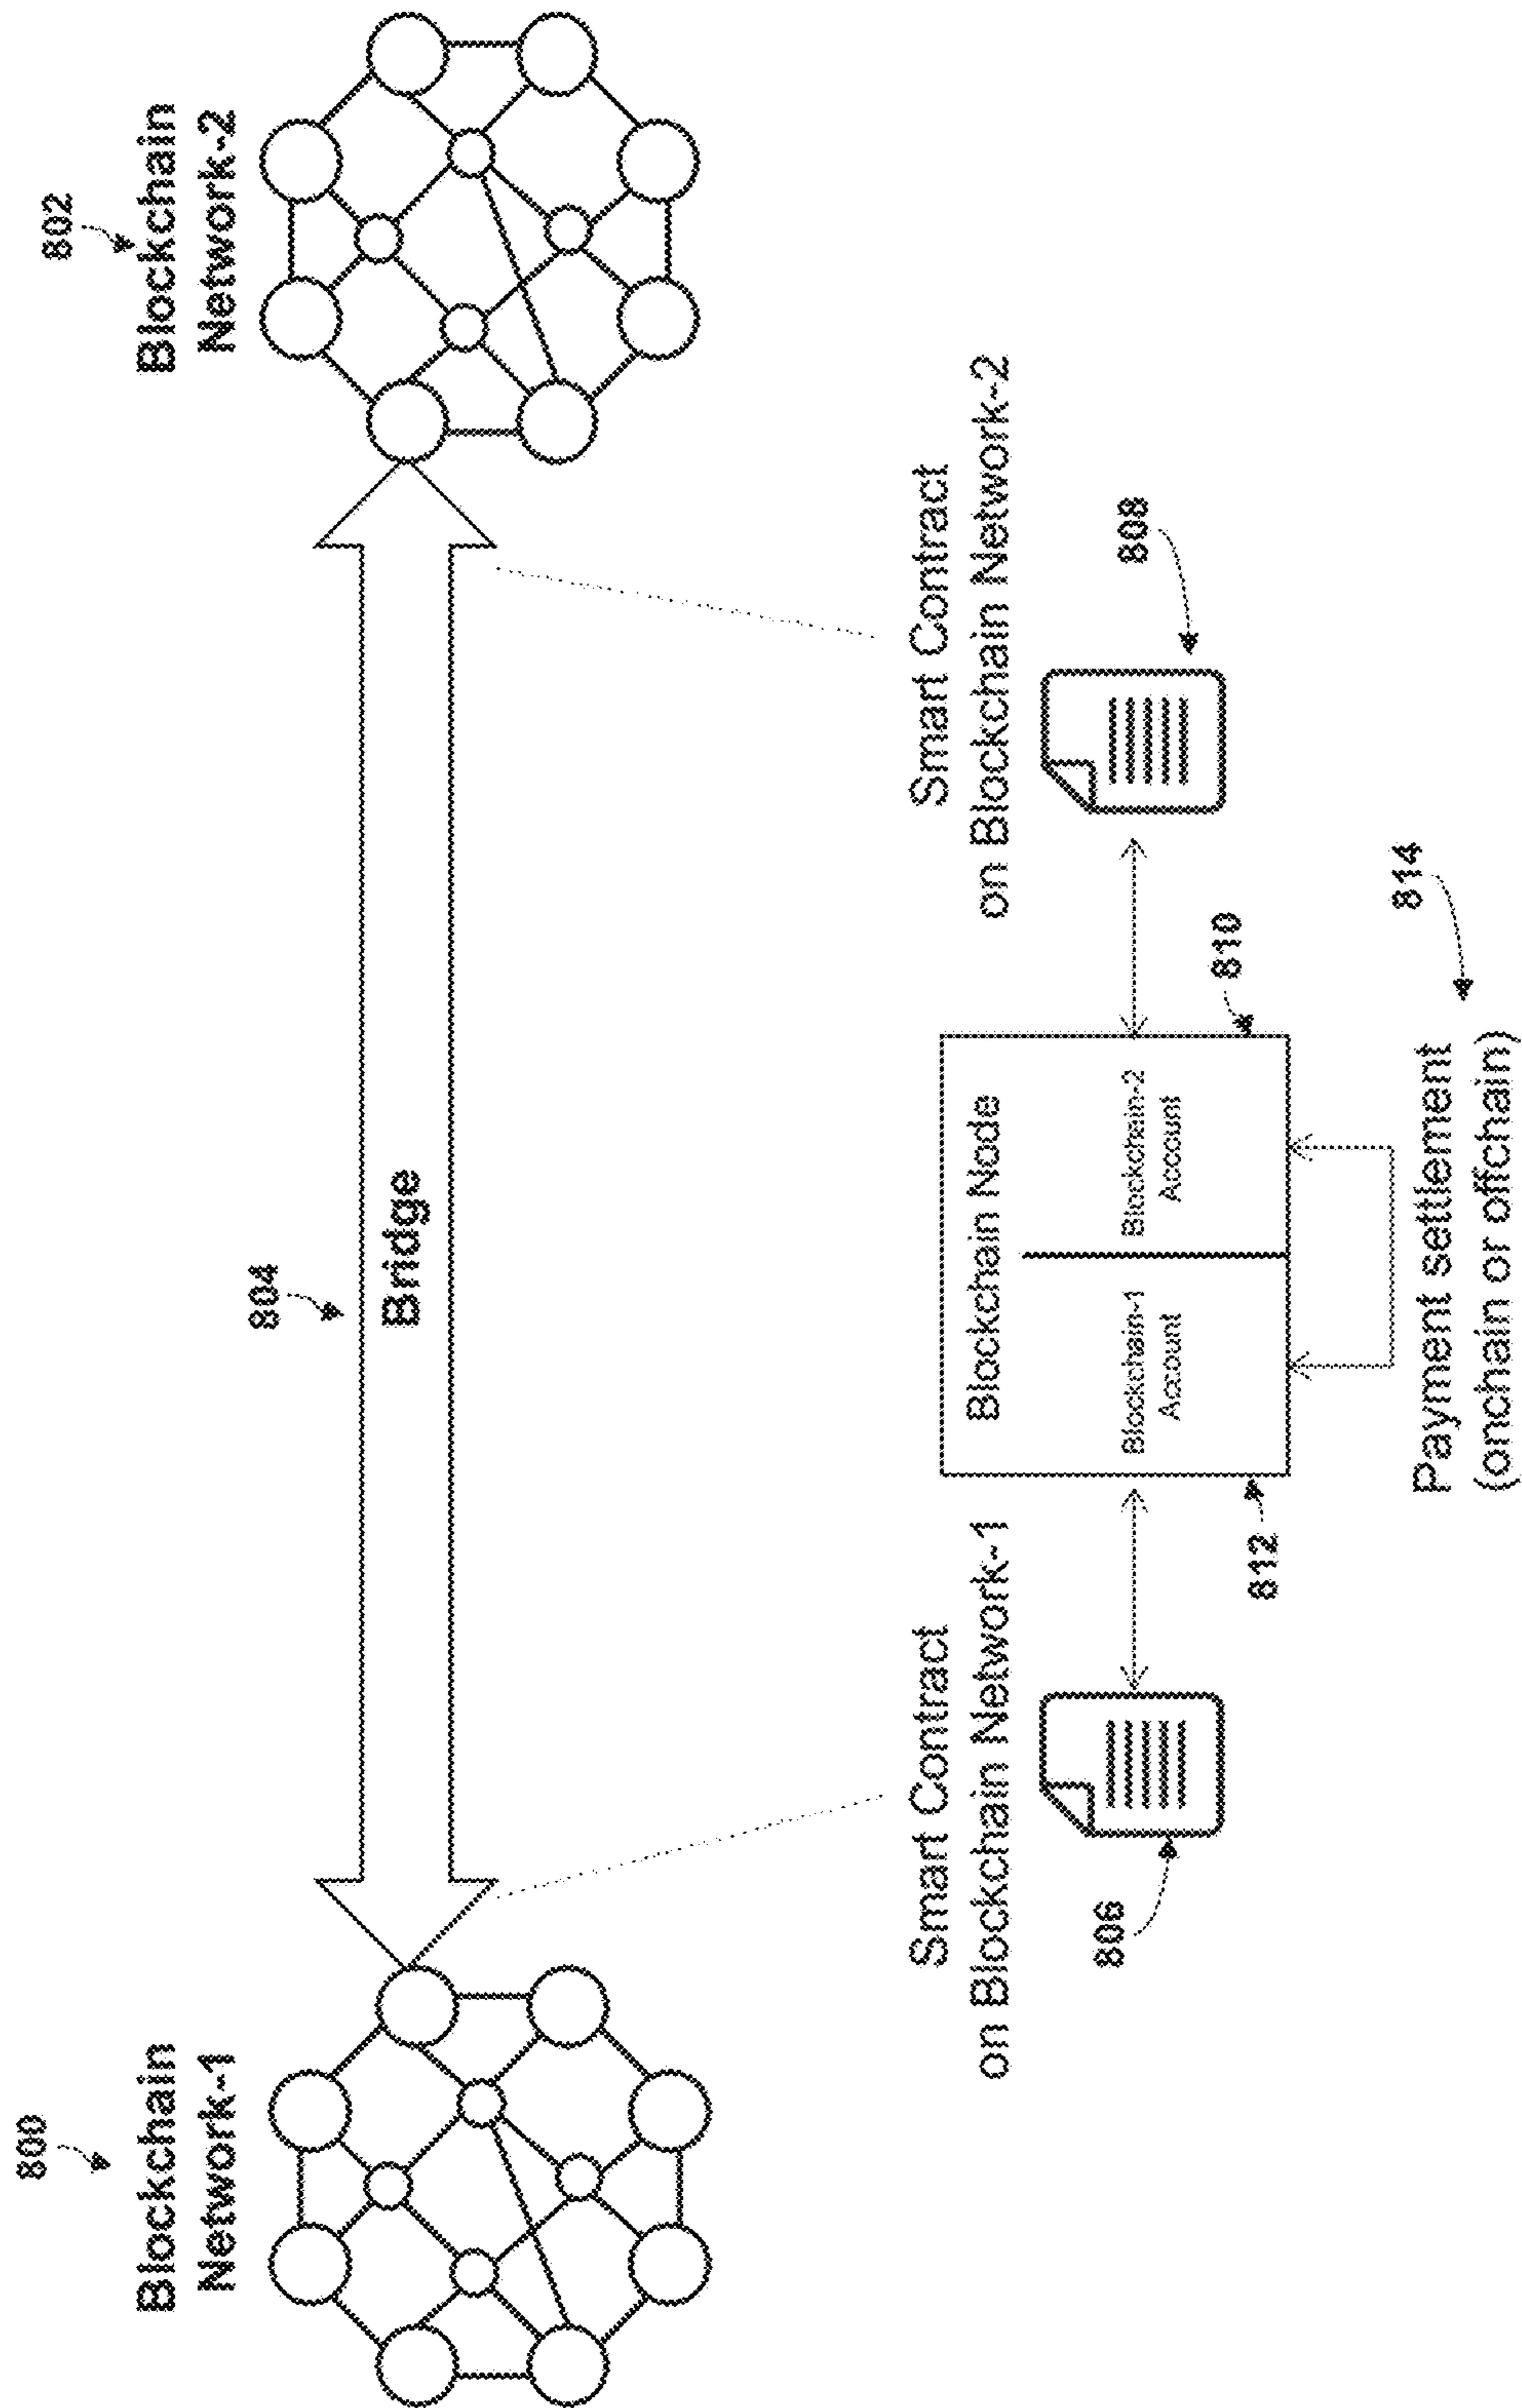 800
Blockchain
Network-1
802
Blockchain
Network-2
804
Bridge
Smart Contract
on Blockchain Network-1
806
Smart Contract
on Blockchain Network-2
808
Blockchain Node
Blockchain-1
Account
Blockchain-2
Account
812
810
Payment settlement
(onchain or offchain)
814